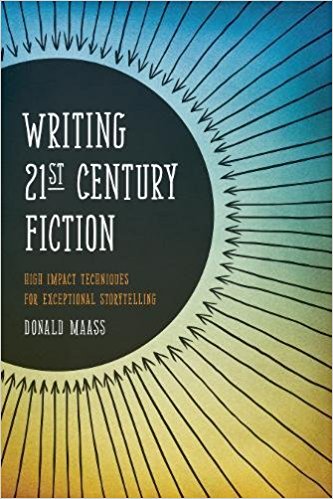 WRITING
21ST CENTURY
FICTION
HIGH IMPACT TECHNIQUES
FOR EXCEPTIONAL STORYTELLING
DONALD MAASS